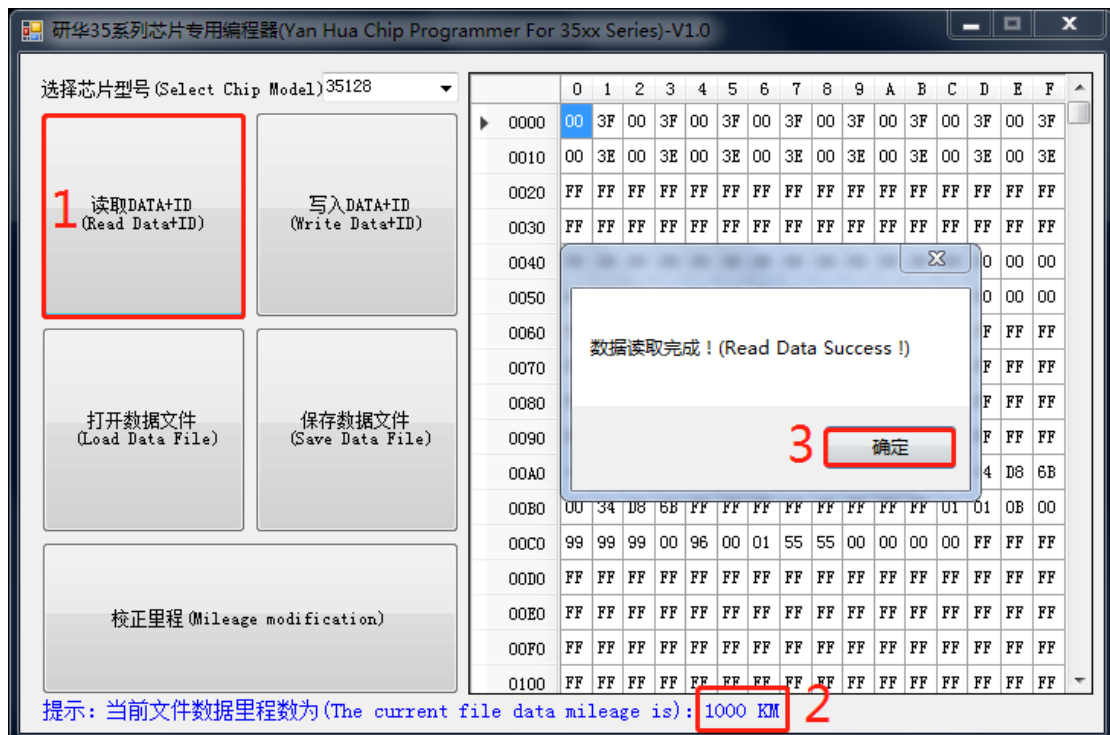 研华35系列芯片专用编程器(Yan Hua Chip Programmer For 35xx Series)-V1.0
选择芯片型号(Select Chip Model) 35128
1
读取DATA+ID
(Read Data+ID)
写入DATA+ID
(Write Data+ID)
打开数据文件
(Load Data File)
保存数据文件
(Save Data File)
校正里程(Mileage modification)
0 1 2 3 4 5 6 7 8 9 A B C D E F
0000 00 3F 00 3F 00 3F 00 3F 00 3F 00 3F 00 3F 00 3F
0010 00 3E 00 3E 00 3E 00 3E 00 3E 00 3E 00 3E 00 3E
0020 FF FF FF FF FF FF FF FF FF FF FF FF FF FF FF FF
0030 FF FF FF FF FF FF FF FF FF FF FF FF FF FF FF FF
0040 00 00
0050 00 00
0060 FF FF
0070 FF FF
0080 FF FF
0090 FF FF
00A0 D8 6B
00B0 00 34 D8 6B FF FF FF FF FF FF FF FF 01 01 0B 00
00C0 99 99 99 00 96 00 01 55 55 00 00 00 00 FF FF FF
00D0 FF FF FF FF FF FF FF FF FF FF FF FF FF FF FF FF
00E0 FF FF FF FF FF FF FF FF FF FF FF FF FF FF FF FF
00F0 FF FF FF FF FF FF FF FF FF FF FF FF FF FF FF FF
0100 FF FF FF FF FF FF FF FF FF FF FF FF FF FF FF FF
数据读取完成！(Read Data Success !)
3
确定
提示：当前文件数据里程数为(The current file data mileage is): 1000 KM
2